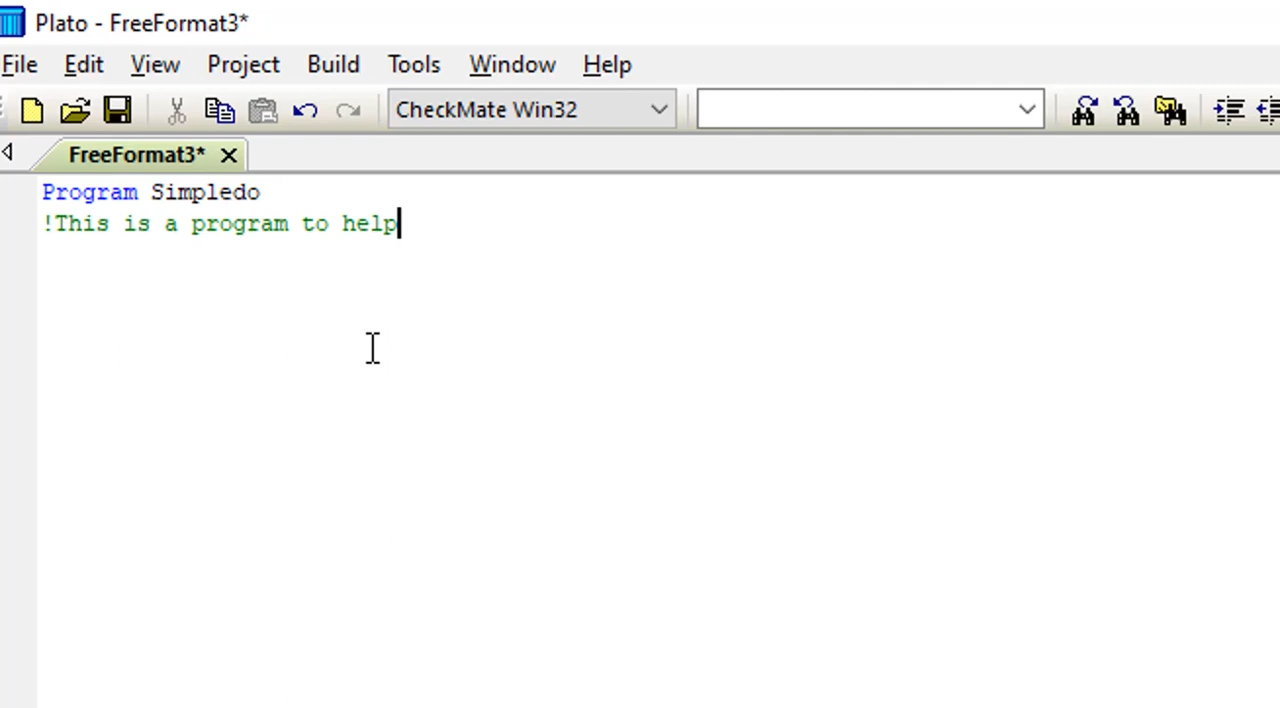 Plato - FreeFormat3*
File Edit View Project Build Tools Window Help
CheckMate Win32
FreeFormat3*
Program Simpledo
!This is a program to help